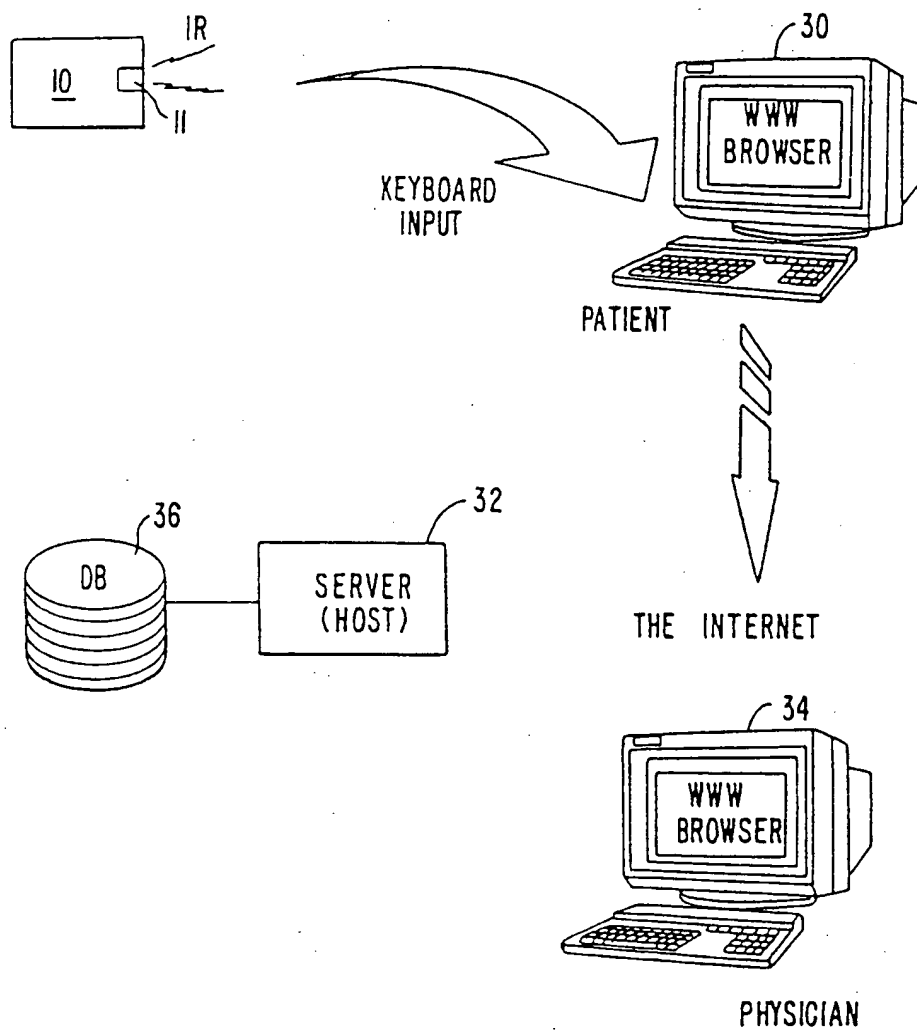 IR
10
11
30
WWW
BROWSER
KEYBOARD
INPUT
PATIENT
36
DB
32
SERVER
(HOST)
THE INTERNET
34
WWW
BROWSER
PHYSICIAN